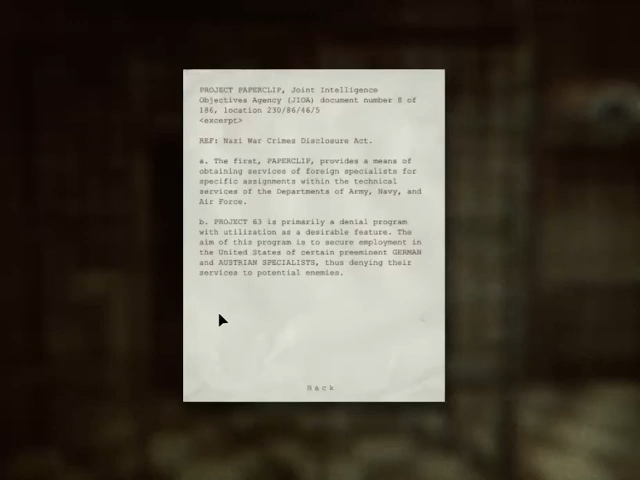 PROJECT PAPERCLIP, Joint Intelligence
Objectives Agency (JIOA) document number 8 of
186, location 230/86/46/5
<excerpt>
REF: Nazi War Crimes Disclosure Act.
a. The first, PAPERCLIP, provides a means of
obtaining services of foreign specialists for
specific assignments within the technical
services of the Departments of Army, Navy, and
Air Force.
b. PROJECT 63 is primarily a denial program
with utilization as a desirable feature. The
aim of this program is to secure employment in
the United States of certain preeminent GERMAN
and AUSTRIAN SPECIALISTS, thus denying their
services to potential enemies.
Back